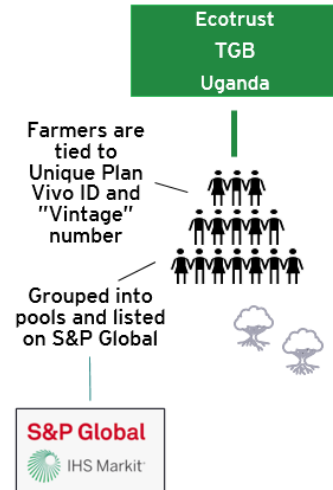 Ecotrust
TGB
Uganda
Farmers are
tied to
Unique Plan
Vivo ID and
"Vintage"
number
Grouped into
pools and listed
on S&P Global
S&P Global
IHS Markit